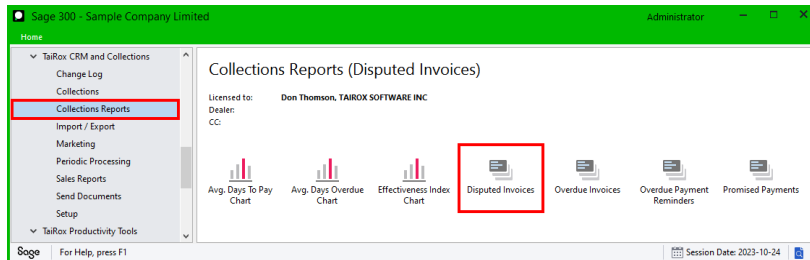 Sage 300 - Sample Company Limited
Administrator
Home
TaiRox CRM and Collections
Change Log
Collections
Collections Reports
Import / Export
Marketing
Periodic Processing
Sales Reports
Send Documents
Setup
TaiRox Productivity Tools
Collections Reports (Disputed Invoices)
Licensed to: Don Thomson, TAIROX SOFTWARE INC
Dealer:
CC:
Avg. Days To Pay
Chart
Avg. Days Overdue
Chart
Effectiveness Index
Chart
Disputed Invoices
Overdue Invoices
Overdue Payment
Reminders
Promised Payments
Sage
For Help, press F1
Session Date: 2023-10-24